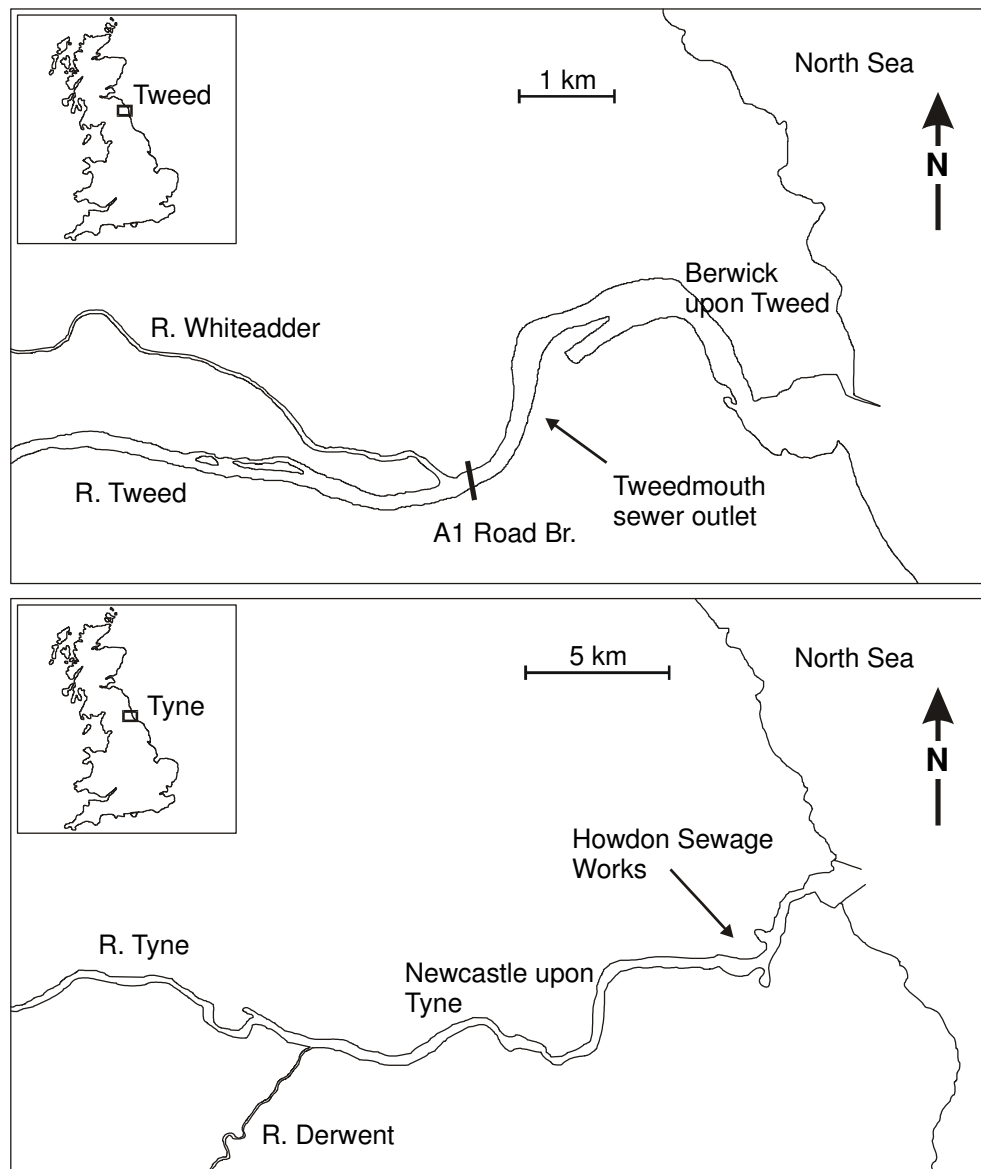 Tweed
1 km
North Sea
N
Berwick
upon Tweed
R. Whiteadder
R. Tweed
Tweedmouth
sewer outlet
A1 Road Br.
Tyne
5 km
North Sea
N
Howdon Sewage
Works
R. Tyne
Newcastle upon
Tyne
R. Derwent